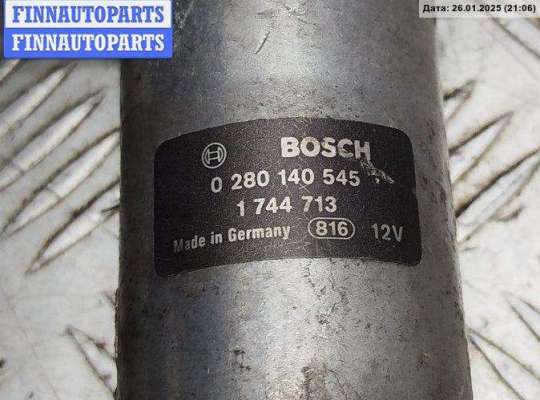 FINNAUTOPARTS
FINNAUTOPARTS
Дата: 26.01.2025 (21:06)
BOSCH
0 280 140 545
1 744 713
Made in Germany 816 12V